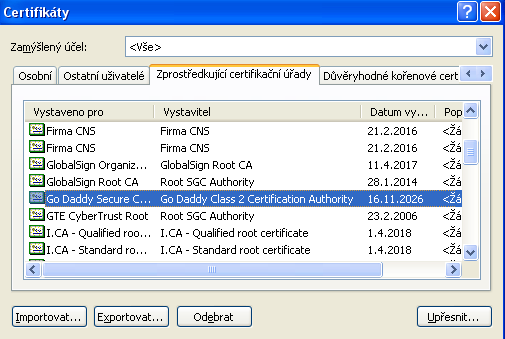 Certifikáty
Zamýšlený účel: <Vše>
Osobní Ostatní uživatelé Zprostředkující certifikační úřady Důvěryhodné kořenové cert
Vystaveno pro Vystavitel Datum vy... Pop
Firma CNS Firma CNS 21.2.2016 <Žá
Firma CNS Firma CNS 21.2.2016 <Žá
GlobalSign Organiz... GlobalSign Root CA 11.4.2017 <Žá
GlobalSign Root CA Root SGC Authority 28.1.2014 <Žá
Go Daddy Secure C... Go Daddy Class 2 Certification Authority 16.11.2026 <Žá
GTE CyberTrust Root Root SGC Authority 23.2.2006 <Žá
I.CA - Qualified roo... I.CA - Qualified root certificate 1.4.2018 <Žá
I.CA - Standard ro... I.CA - Standard root certificate 1.4.2018 <Žá
Importovat... Exportovat... Odebrat Upřesnit...